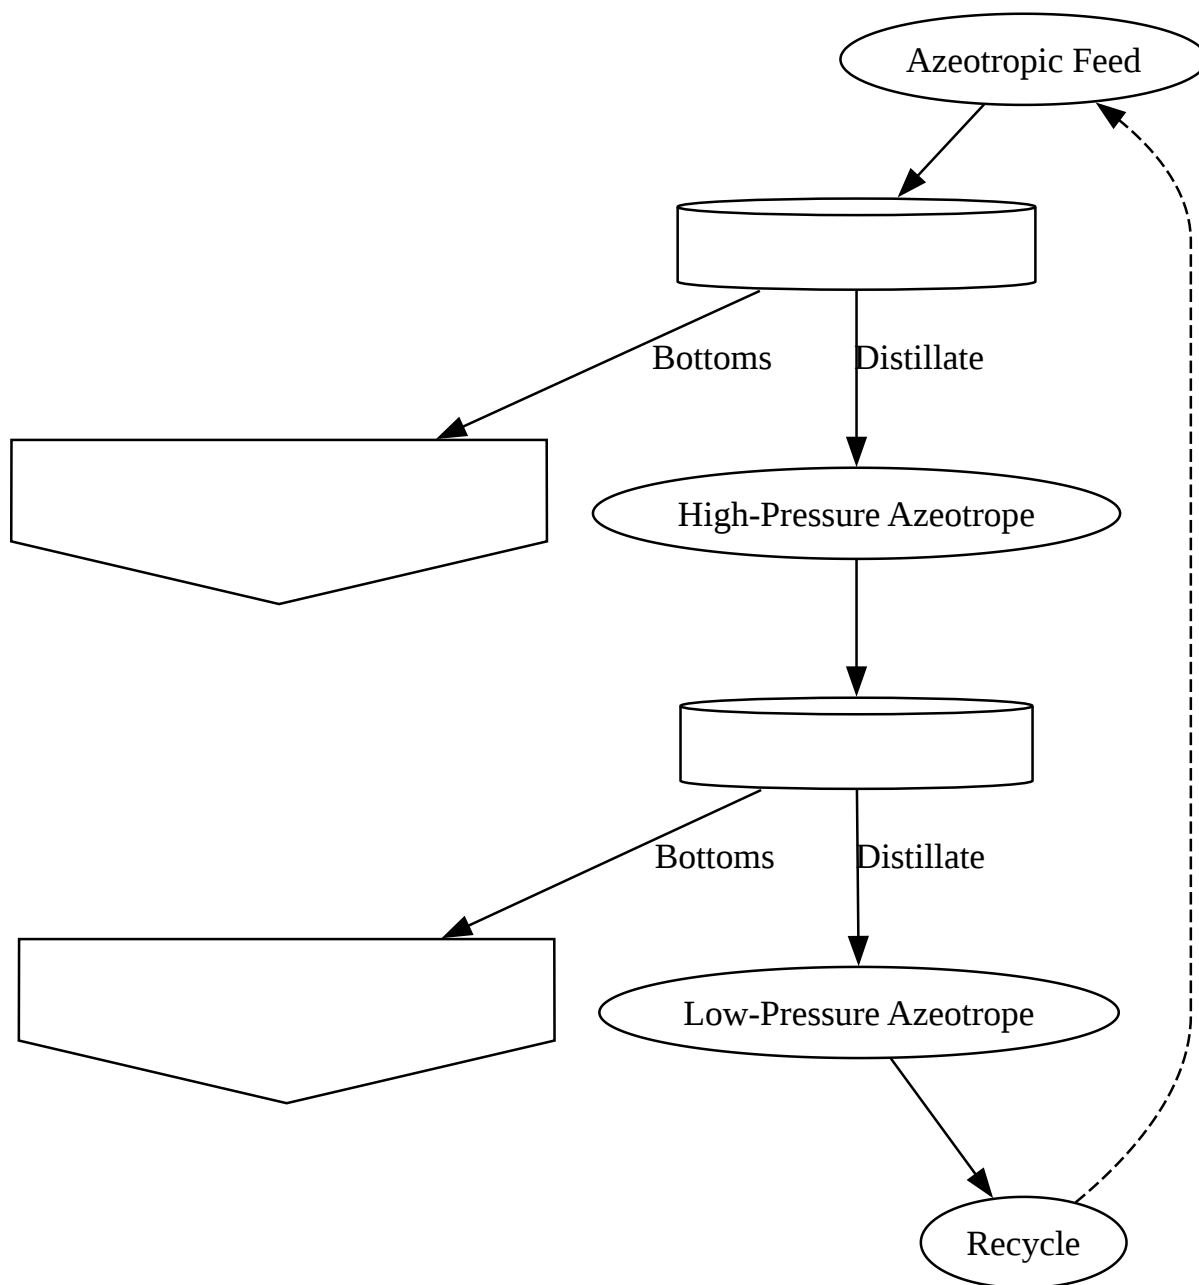 Azeotropic Feed
Bottoms
Distillate
High-Pressure Azeotrope
Bottoms
Distillate
Low-Pressure Azeotrope
Recycle